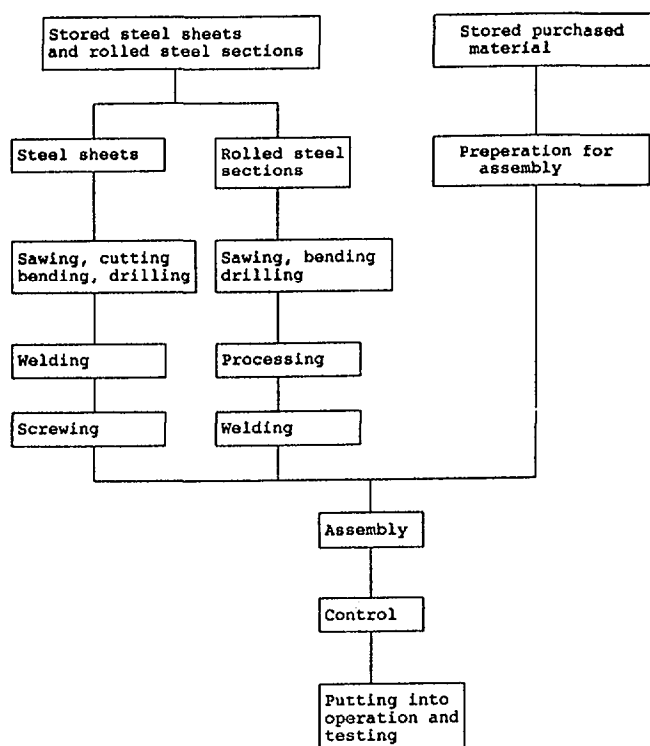 Stored steel sheets
and rolled steel sections
Stored purchased
material
Steel sheets
Rolled steel
sections
Preperation for
assembly
Sawing, cutting
bending, drilling
Sawing, bending
drilling
Welding
Processing
Screwing
Welding
Assembly
Control
Putting into
operation and
testing